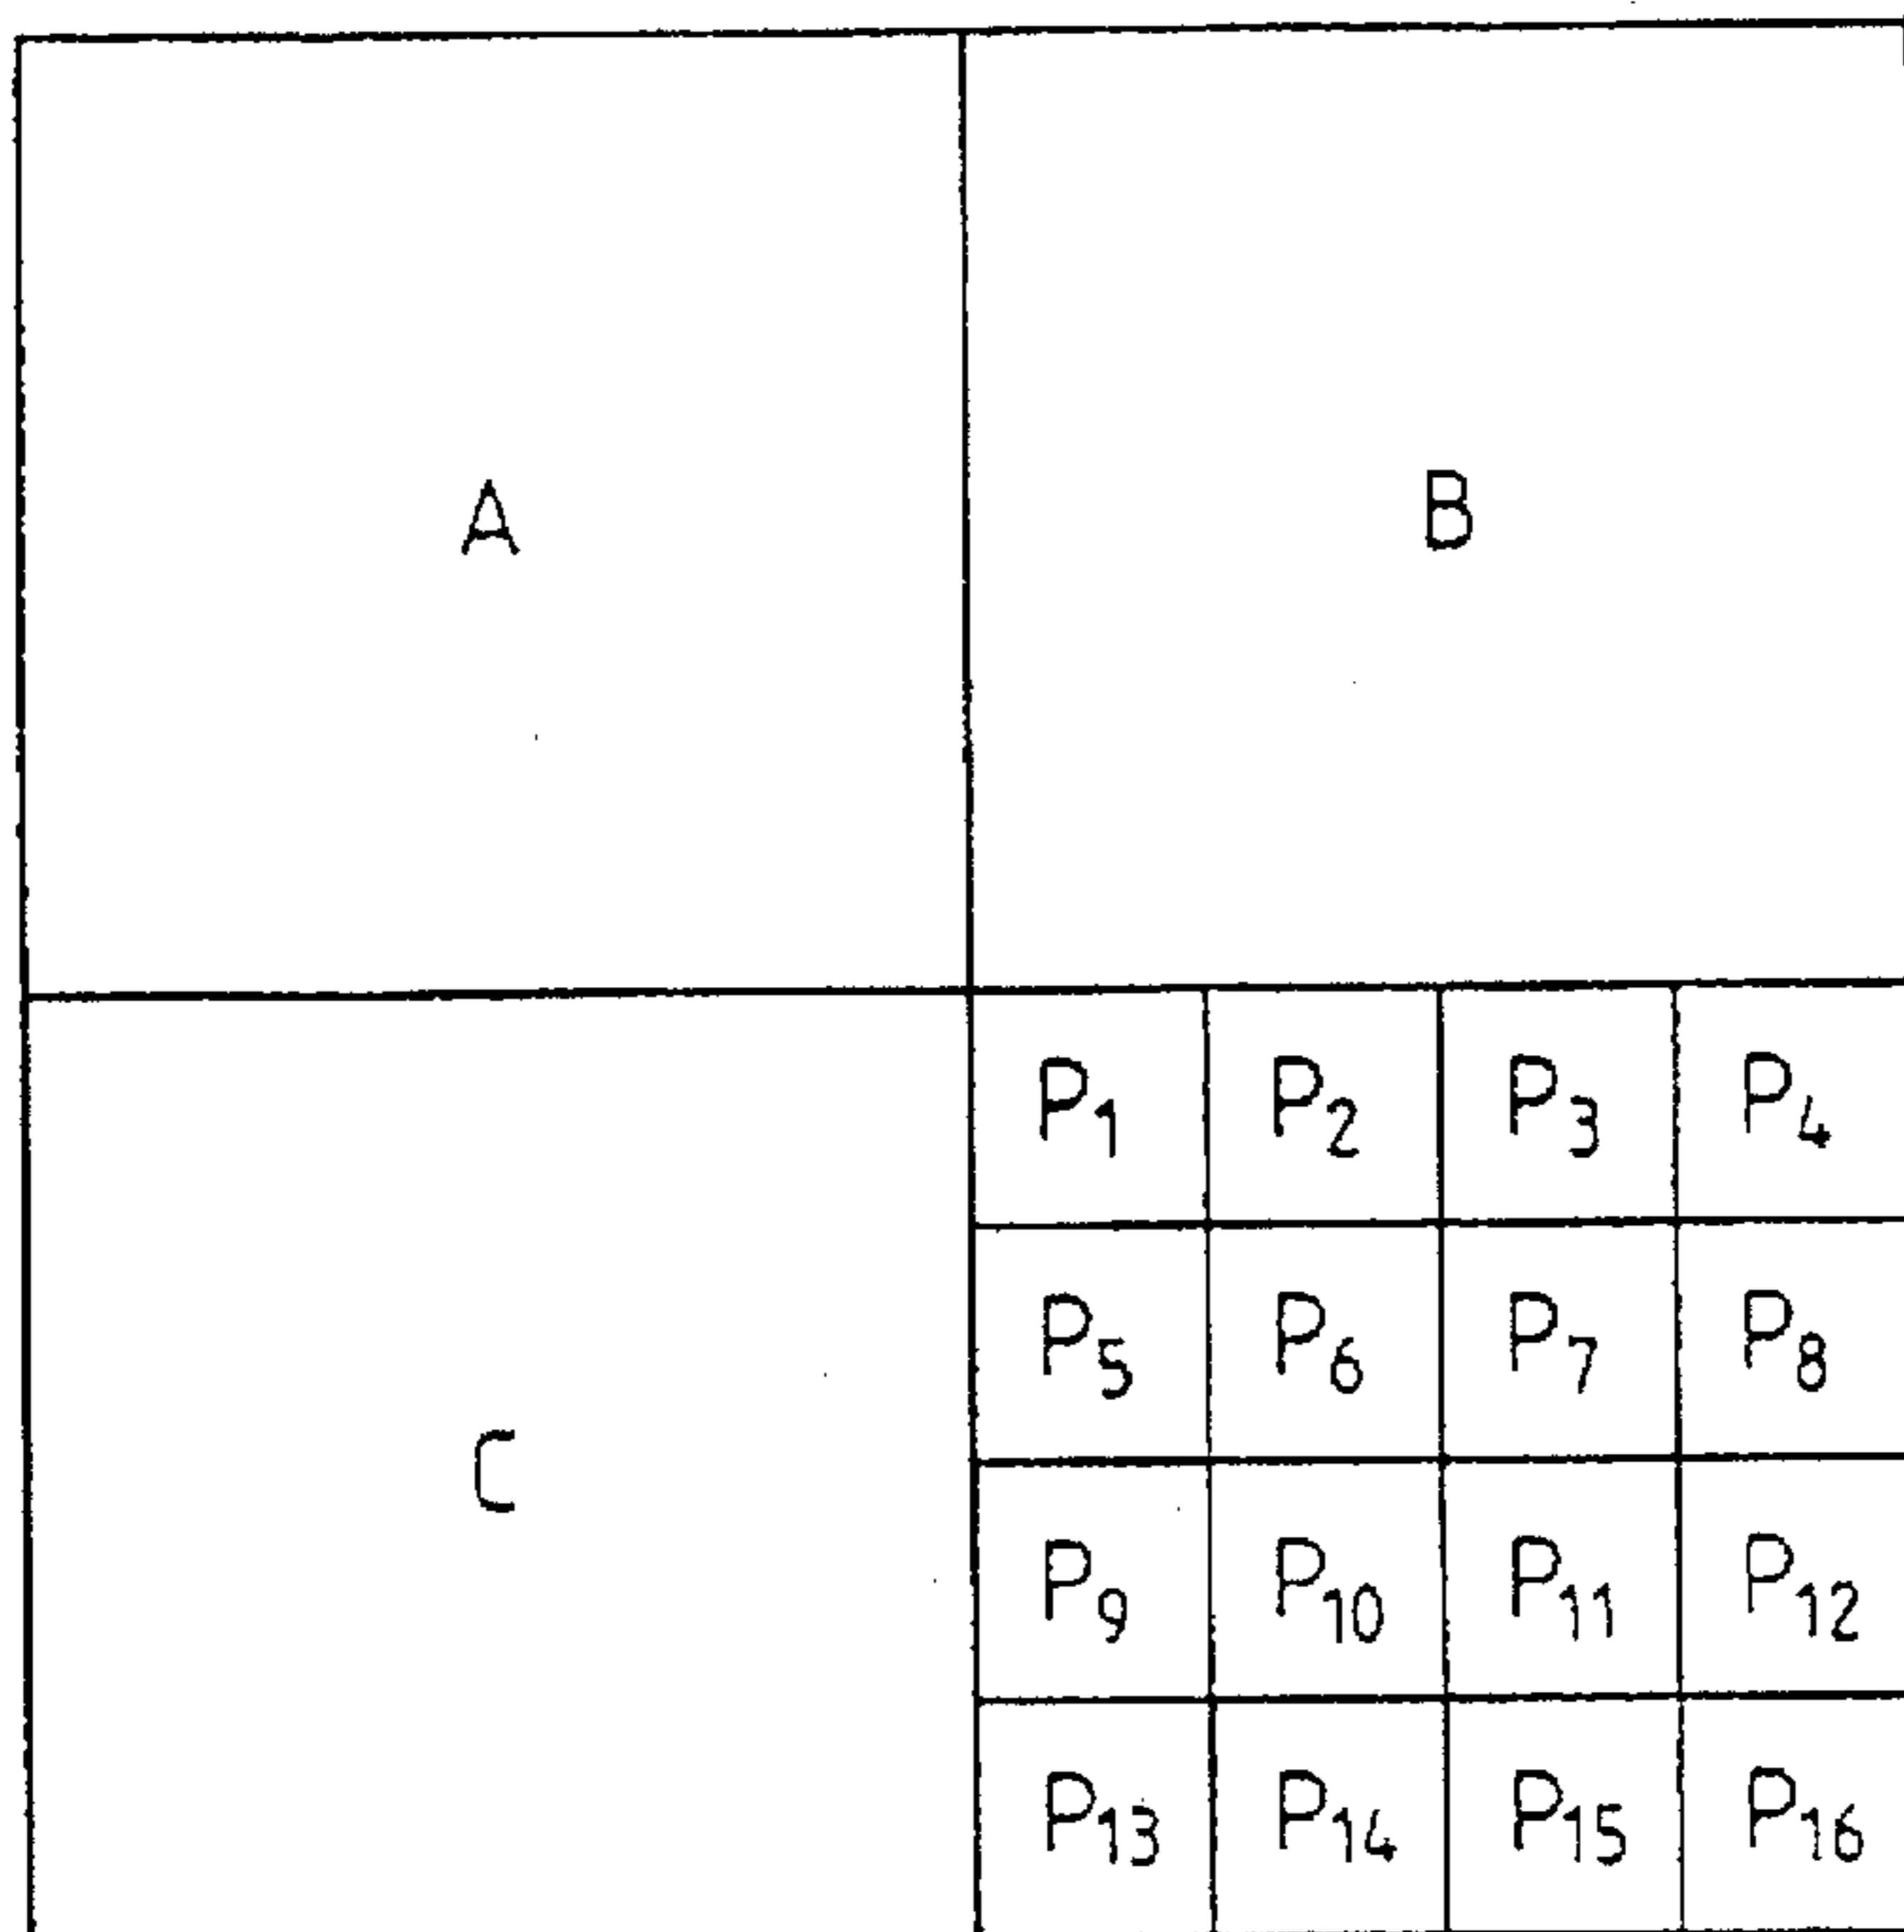 A B
P₁ P₂ P₃ P₄
P₅ P₆ P₇ P₈
C
P₉ P₁₀ P₁₁ P₁₂
P₁₃ P₁₄ P₁₅ P₁₆